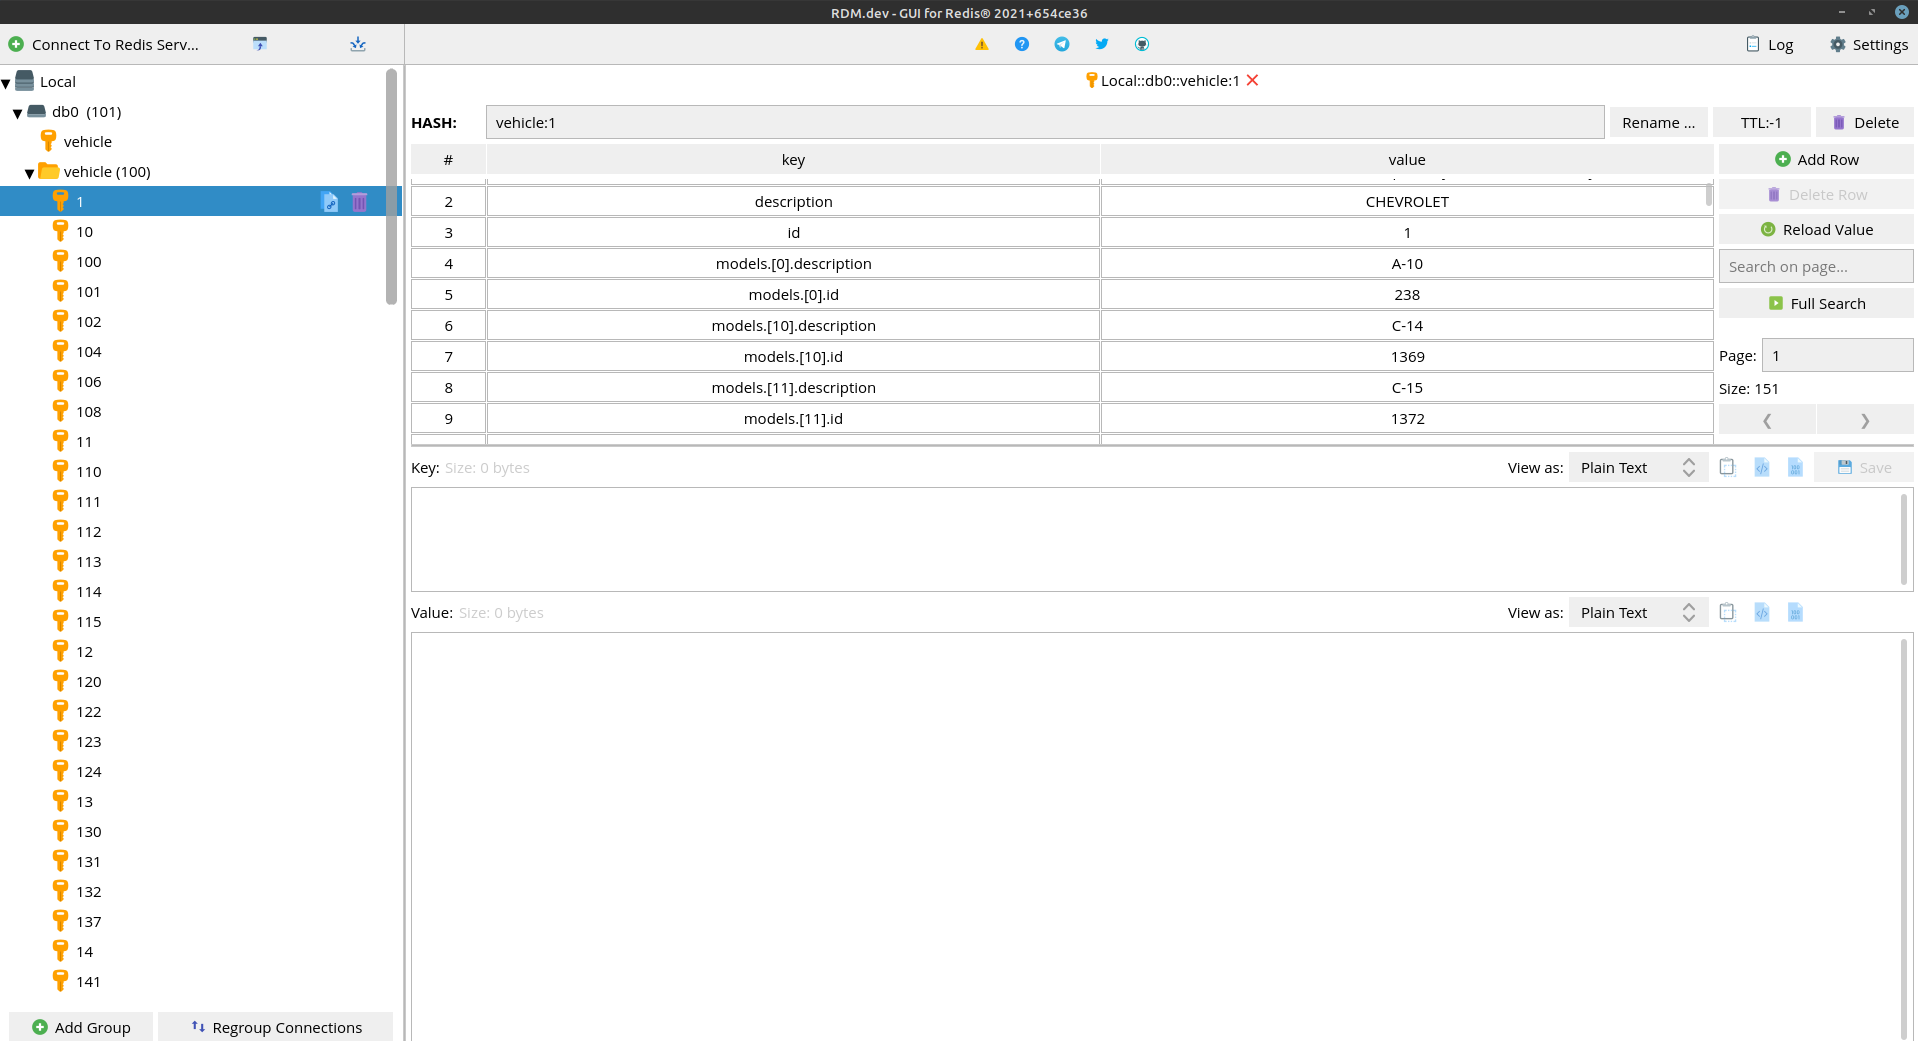 RDM.dev - GUI for Redis® 2021+654ce36
Connect To Redis Serv...
Log
Settings
Local
db0 (101)
vehicle
vehicle (100)
1
10
100
101
102
104
106
108
11
110
111
112
113
114
115
12
120
122
123
124
13
130
131
132
137
14
141
Add Group
Regroup Connections
Local::db0::vehicle:1
HASH: vehicle:1 Rename ... TTL:-1 Delete
# key value
2 description CHEVROLET
3 id 1
4 models.[0].description A-10
5 models.[0].id 238
6 models.[10].description C-14
7 models.[10].id 1369
8 models.[11].description C-15
9 models.[11].id 1372
Add Row
Delete Row
Reload Value
Search on page...
Full Search
Page: 1
Size: 151
Key: Size: 0 bytes View as: Plain Text Save
Value: Size: 0 bytes View as: Plain Text